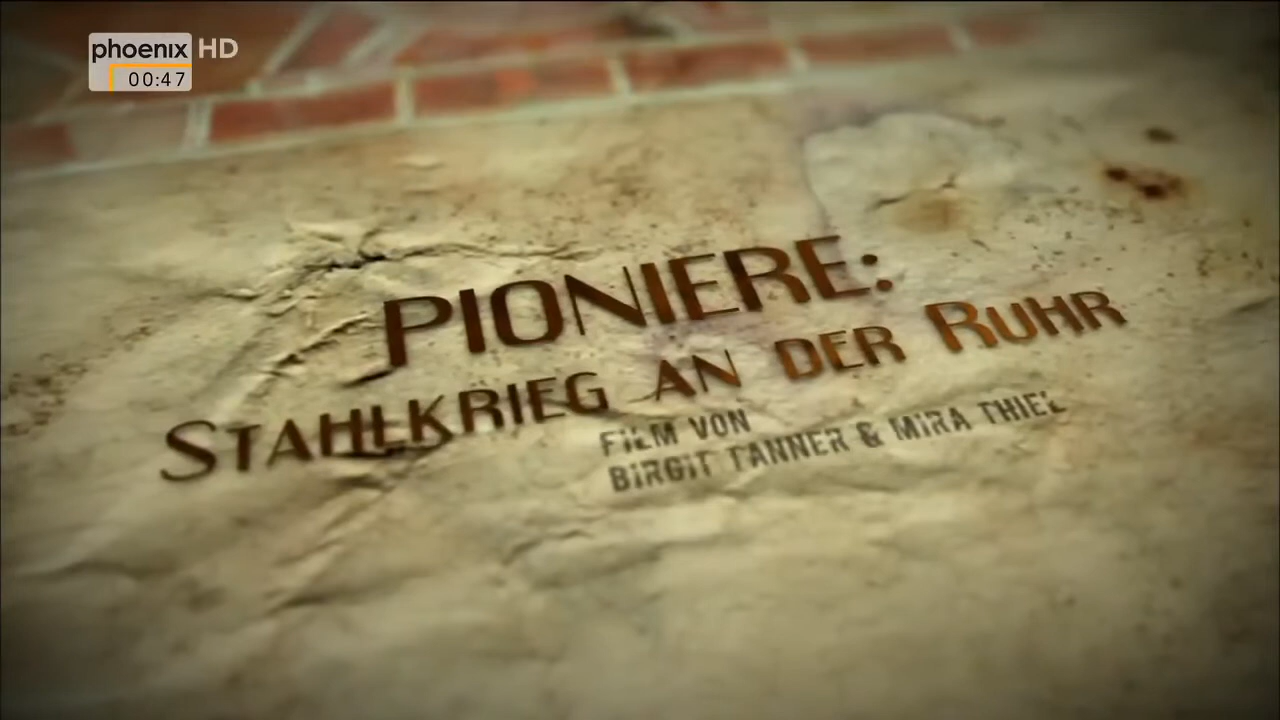 phoenix HD
00:47
PIONIERE:
STAHLKRIEG AN DER RUHR
FILM VON
BIRGIT TANNER & MIRA THIEL